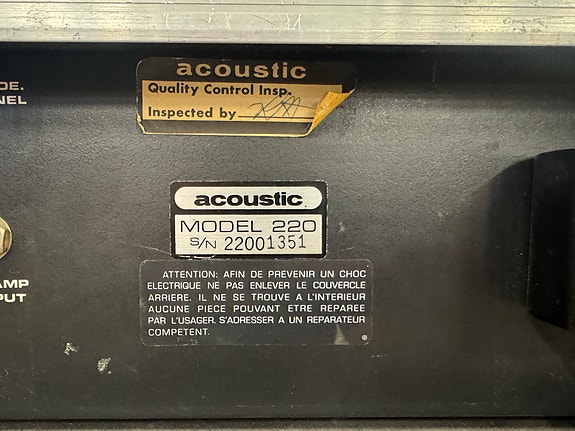 DE.
NEL
acoustic
Quality Control Insp.
Inspected by
acoustic
MODEL 220
S/N 22001351
AMP
PUT
ATTENTION: AFIN DE PREVENIR UN CHOC
ELECTRIQUE NE PAS ENLEVER LE COUVERCLE
ARRIERE. IL NE SE TROUVE A L'INTERIEUR
AUCUNE PIECE POUVANT ÊTRE REPAREE
PAR L'USAGER. S'ADRESSER A UN REPARATEUR
COMPETENT.